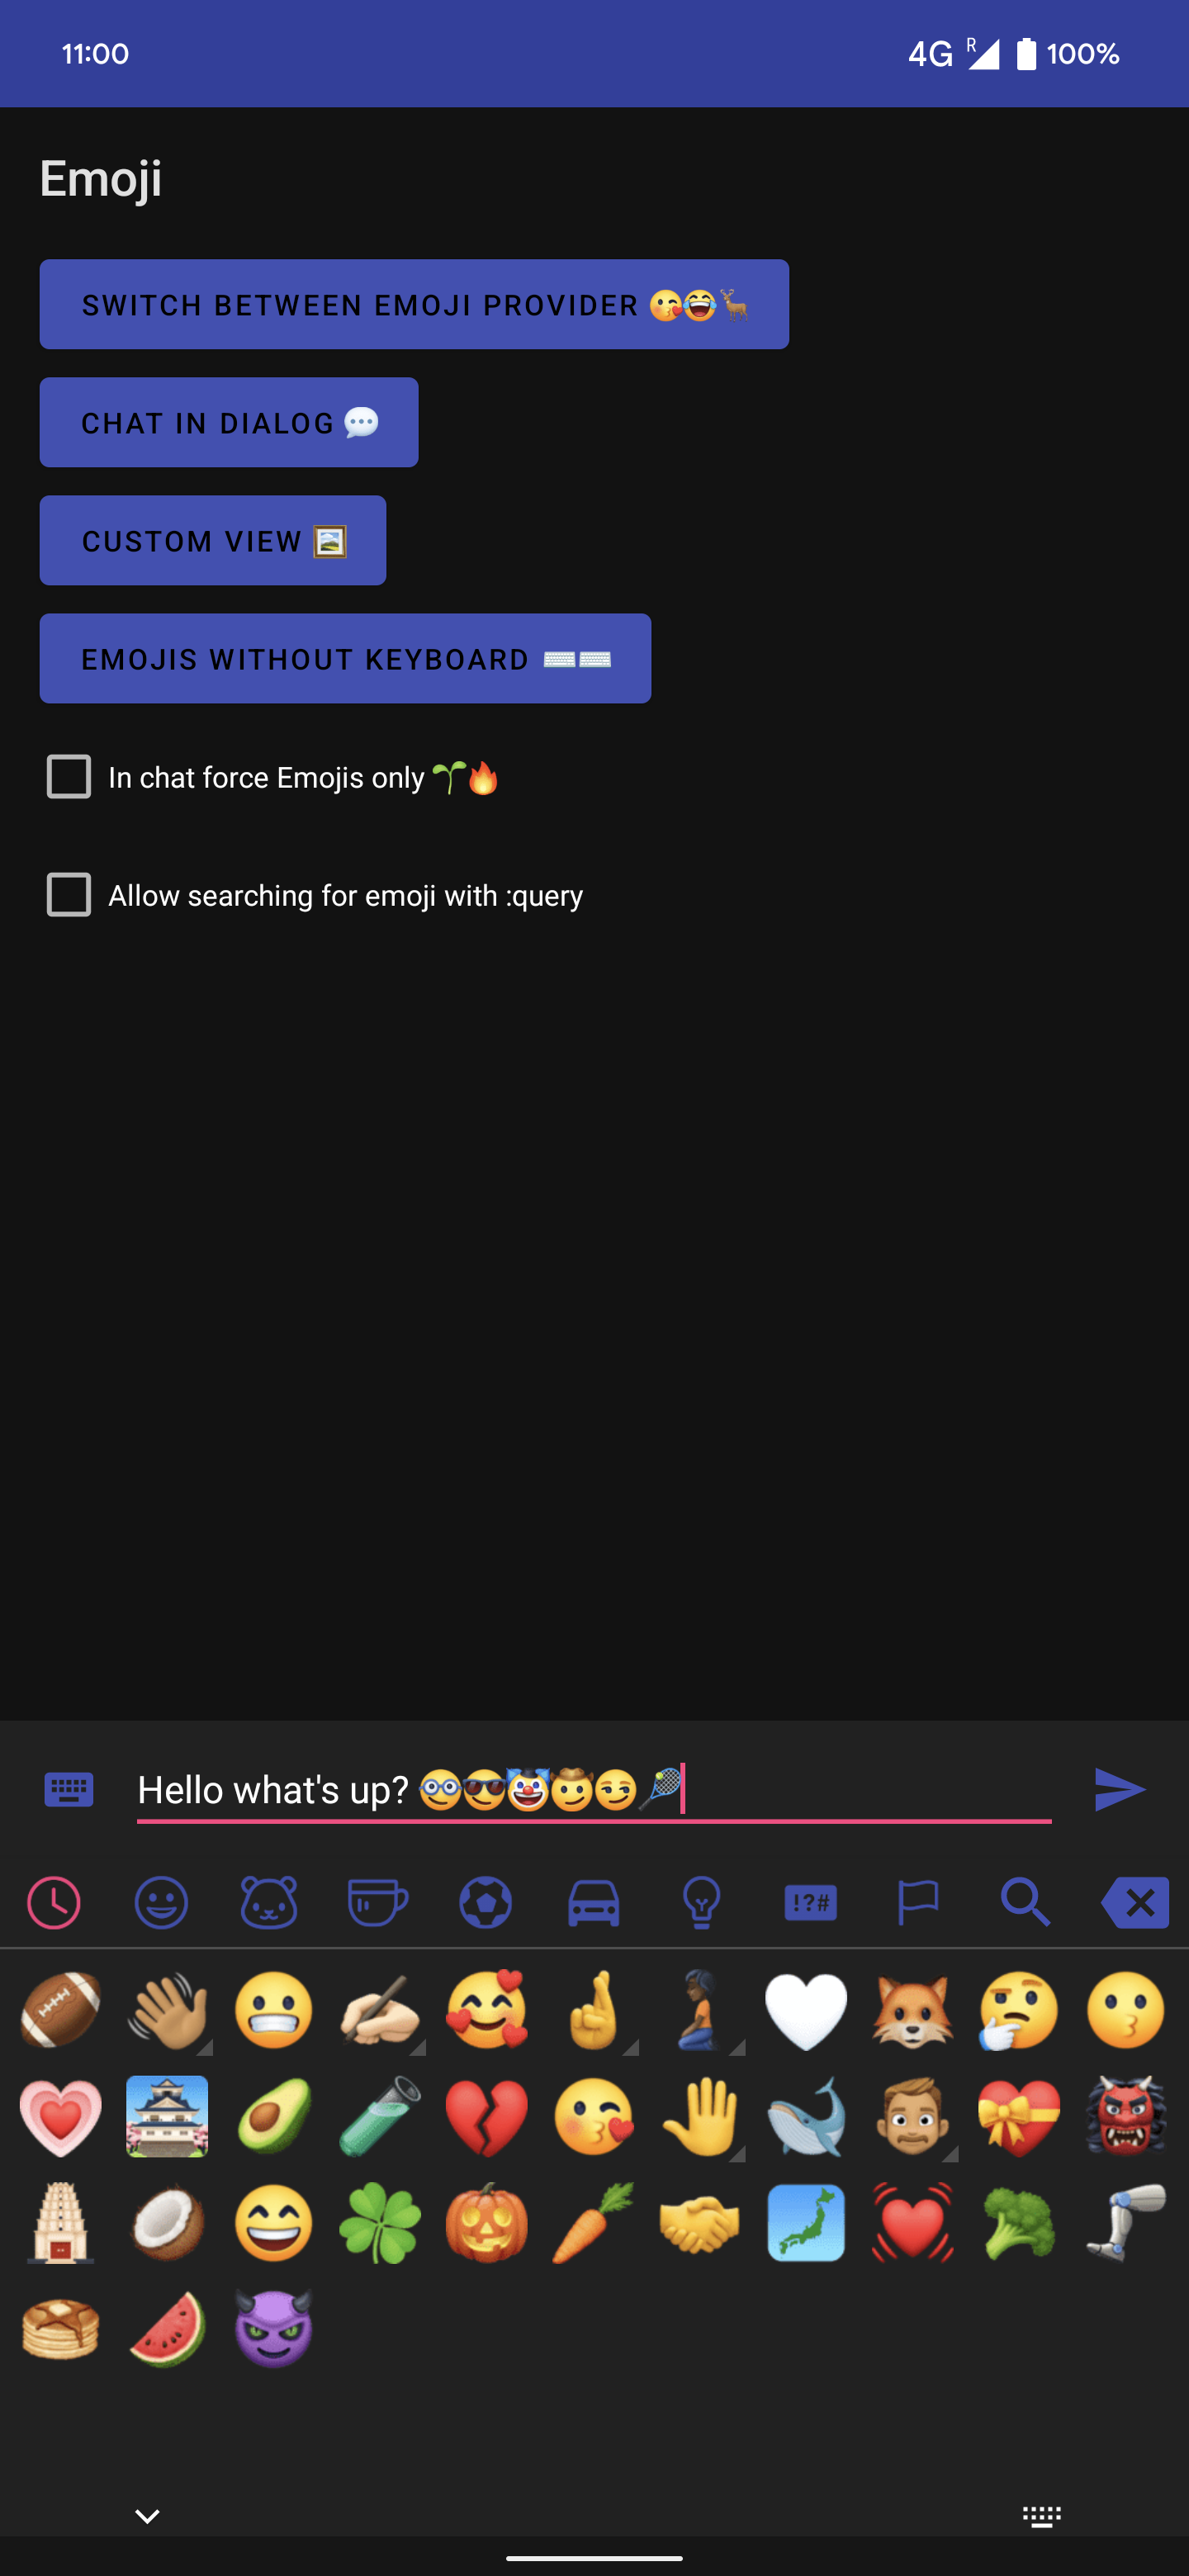 11:00 4G R 100%
Emoji
SWITCH BETWEEN EMOJI PROVIDER 😘😂🦌
CHAT IN DIALOG 💬
CUSTOM VIEW 🖼️
EMOJIS WITHOUT KEYBOARD ⌨️⌨️
In chat force Emojis only 🌱🔥
Allow searching for emoji with :query
Hello what's up? 🤓😎🤡🤠😏🎾
!?#